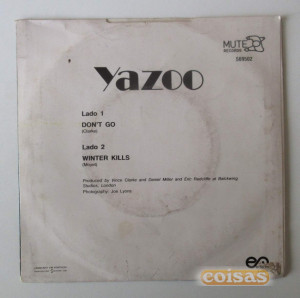 MUTE
Yazoo
Lado 1
DON'T GO
(Clarke)
Lado 2
WINTER KILLS
(Moyet)
Produced by Vince Clarke and Daniel Miller and Eric Radcliffe at Blackwing
Studios, London
Photography: Joe Lyons
coisas